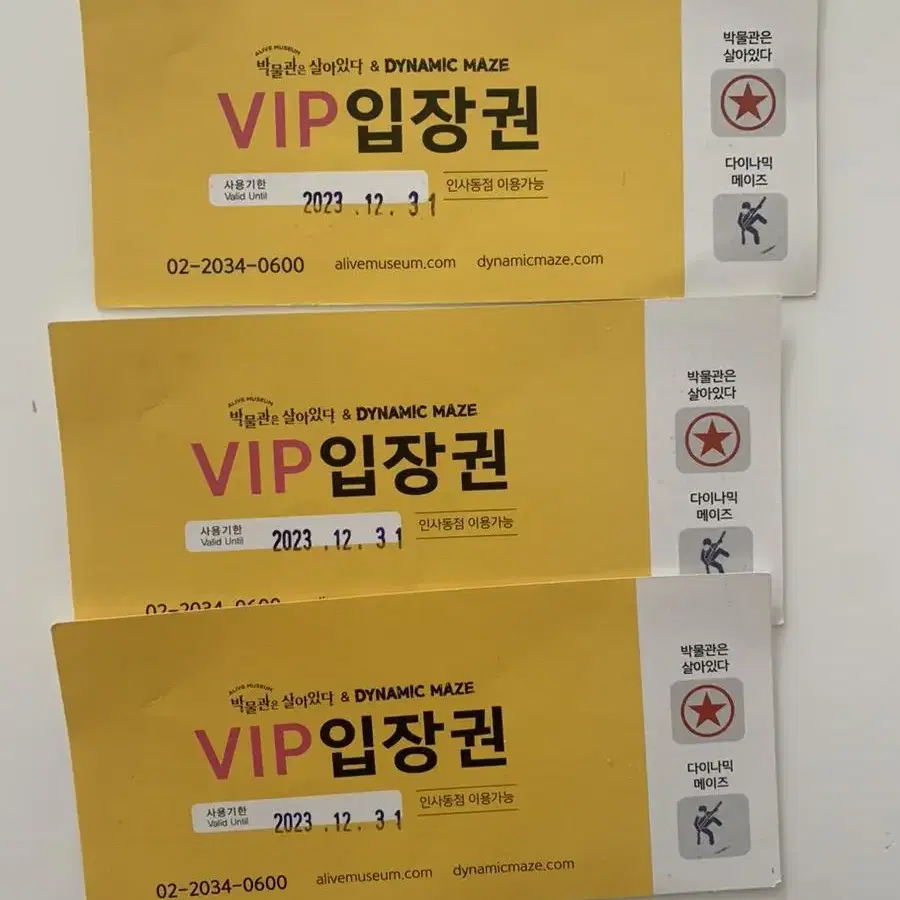 ALIVE MUSEUM
박물관은 살아있다 & DYNAMIC MAZE
VIP입장권
사용기한
Valid Until
2023 .12. 31
인사동점 이용가능
02-2034-0600 alivemuseum.com dynamicmaze.com
박물관은
살아있다
다이나믹
메이즈
ALIVE MUSEUM
박물관은 살아있다 & DYNAMIC MAZE
VIP입장권
사용기한
Valid Until
2023 .12. 31
인사동점 이용가능
02-2034-0600
박물관은
살아있다
다이나믹
메이즈
ALIVE MUSEUM
박물관은 살아있다 & DYNAMIC MAZE
VIP입장권
사용기한
Valid Until
2023 .12. 31
인사동점 이용가능
02-2034-0600 alivemuseum.com dynamicmaze.com
박물관은
살아있다
다이나믹
메이즈